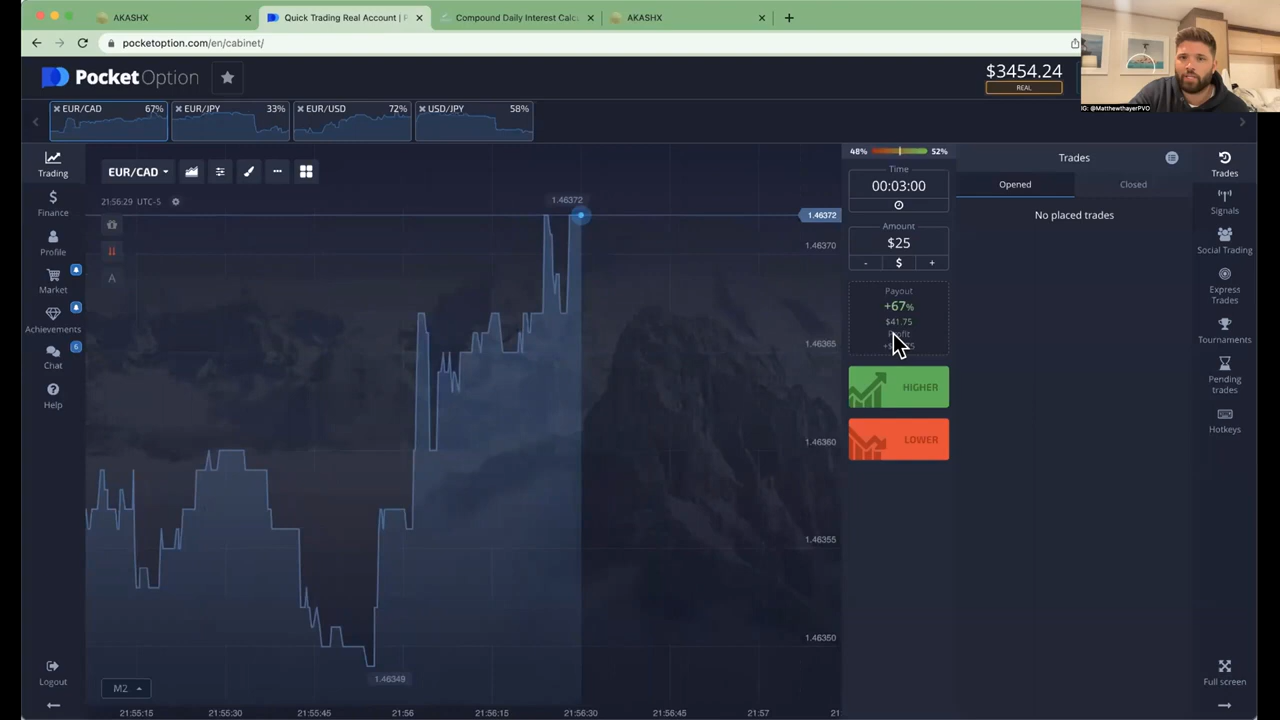 AKASHX
Quick Trading Real Account | P
Compound Daily Interest Calc
AKASHX
pocketoption.com/en/cabinet/
IG: @MatthewthayerPVO
PocketOption
$3454.24
REAL
EUR/CAD 67%
EUR/JPY 33%
EUR/USD 72%
USD/JPY 58%
Trading
Finance
Profile
Market
Achievements
6
Chat
Help
Logout
EUR/CAD
21:56:29 UTC-5
A
1.46372
1.46372
1.46370
1.46365
1.46360
1.46355
1.46350
1.46349
M2
21:55:15
21:55:30
21:55:45
21:56
21:56:15
21:56:30
21:56:45
21:57
21:
48% 52%
Time
00:03:00
Amount
$25
- $ +
Payout
+67%
$41.75
HIGHER
LOWER
Trades
Opened
Closed
No placed trades
Trades
Signals
Social Trading
Express
Trades
Tournaments
Pending
trades
Hotkeys
Full screen